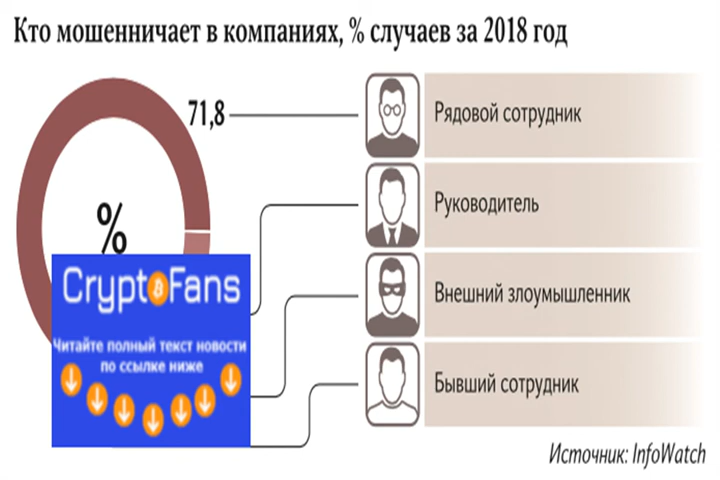 Кто мошенничает в компаниях, % случаев за 2018 год
71,8
Рядовой сотрудник
Руководитель
%
CryptoFans
Внешний злоумышленник
Читайте полный текст новости
по ссылке ниже
Бывший сотрудник
Источник: InfoWatch